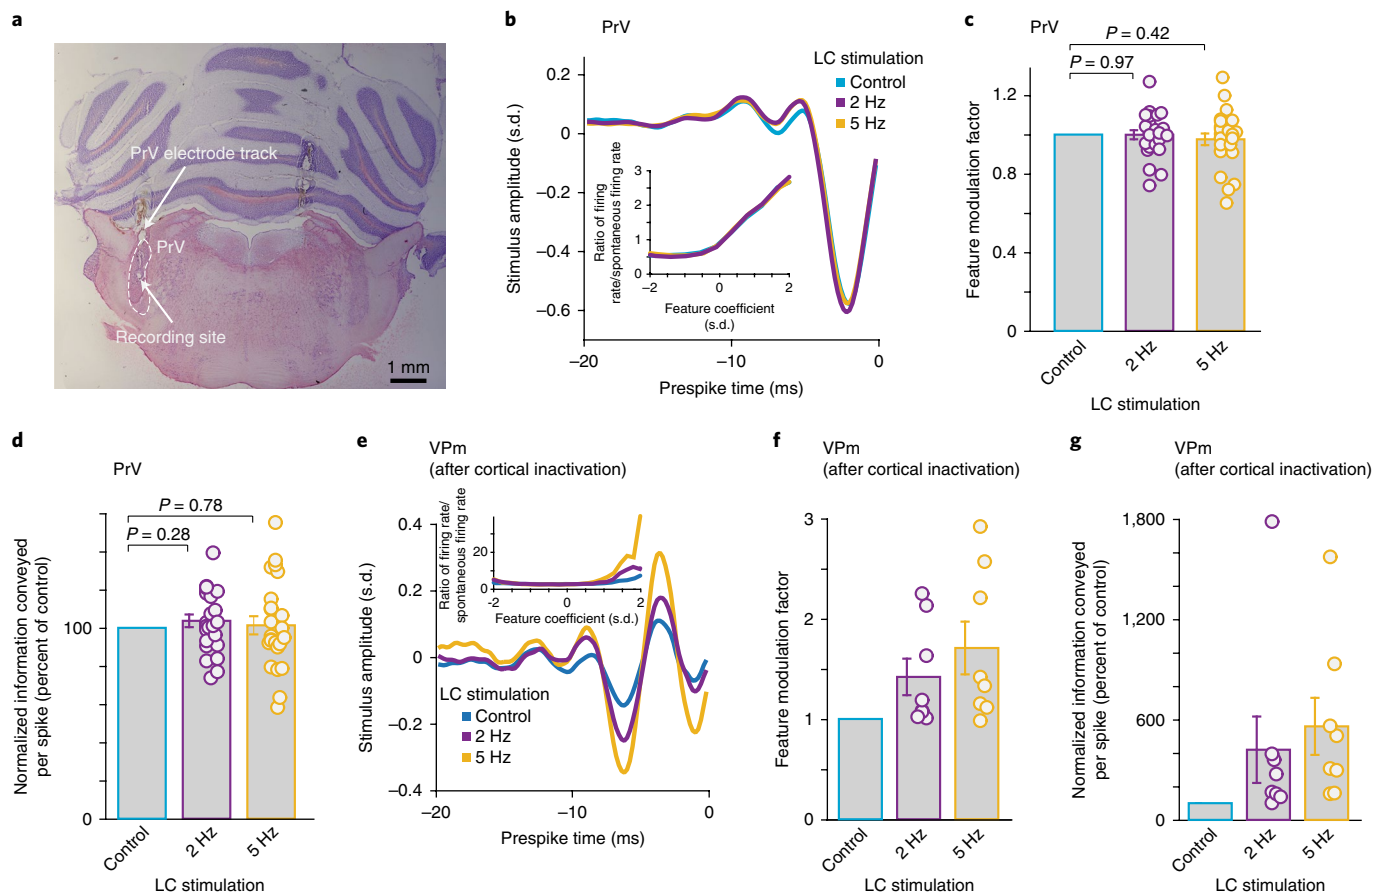 a
PrV electrode track
PrV
Recording site
1 mm
b
PrV
LC stimulation
Control
2 Hz
5 Hz
Stimulus amplitude (s.d.)
0.2
0
–0.2
–0.4
–0.6
–20
–10
0
Prespike time (ms)
Ratio of firing
rate/spontaneous firing rate
3
2
1
0
–2
0
2
Feature coefficient
(s.d.)
c
PrV
P = 0.42
P = 0.97
Feature modulation factor
1.2
0.8
0.4
0
Control
2 Hz
5 Hz
LC stimulation
d
PrV
P = 0.78
P = 0.28
Normalized information conveyed
per spike (percent of control)
100
0
Control
2 Hz
5 Hz
LC stimulation
e
VPm
(after cortical inactivation)
Stimulus amplitude (s.d.)
0.4
0.2
0
–0.2
–0.4
–20
–10
0
Prespike time (ms)
Ratio of firing rate/
spontaneous firing rate
20
0
–2
0
2
Feature coefficient (s.d.)
LC stimulation
Control
2 Hz
5 Hz
f
VPm
(after cortical inactivation)
Feature modulation factor
3
2
1
0
Control
2 Hz
5 Hz
LC stimulation
g
VPm
(after cortical inactivation)
Normalized information conveyed
per spike (percent of control)
1,800
1,200
600
0
Control
2 Hz
5 Hz
LC stimulation